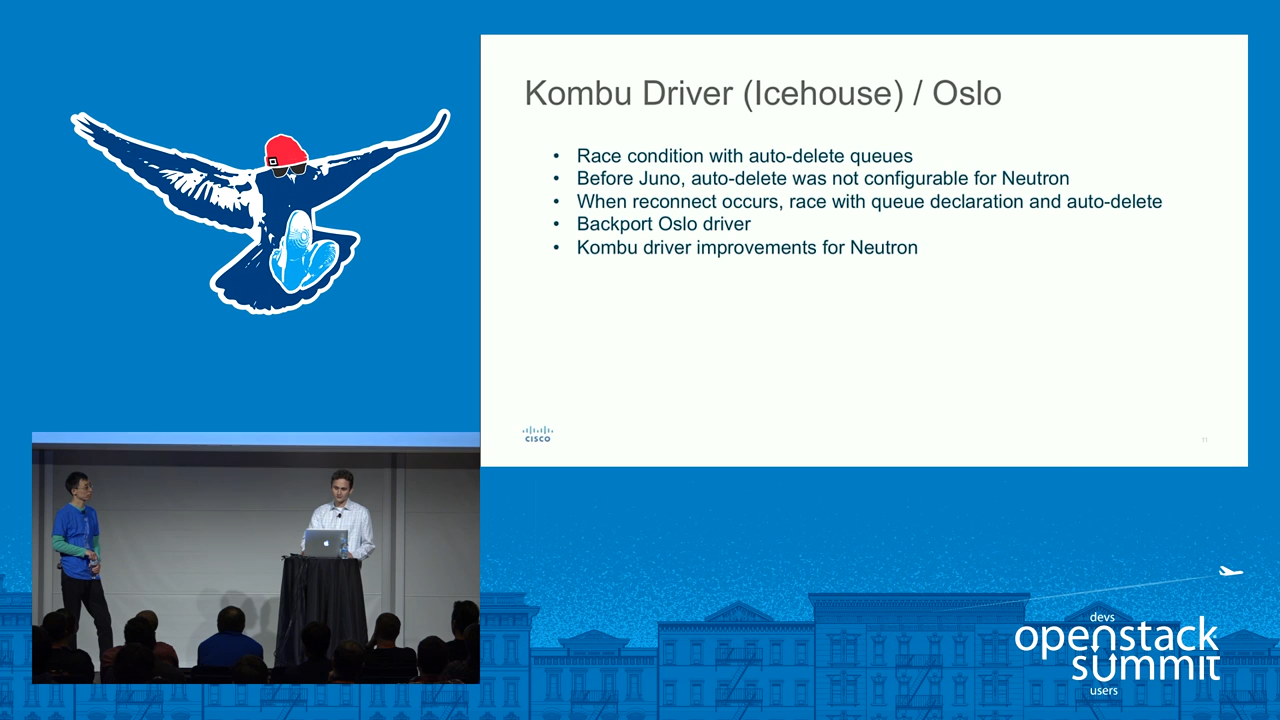 Kombu Driver (Icehouse) / Oslo
• Race condition with auto-delete queues
• Before Juno, auto-delete was not configurable for Neutron
• When reconnect occurs, race with queue declaration and auto-delete
• Backport Oslo driver
• Kombu driver improvements for Neutron
CISCO
11
devs
openstack
summit
users